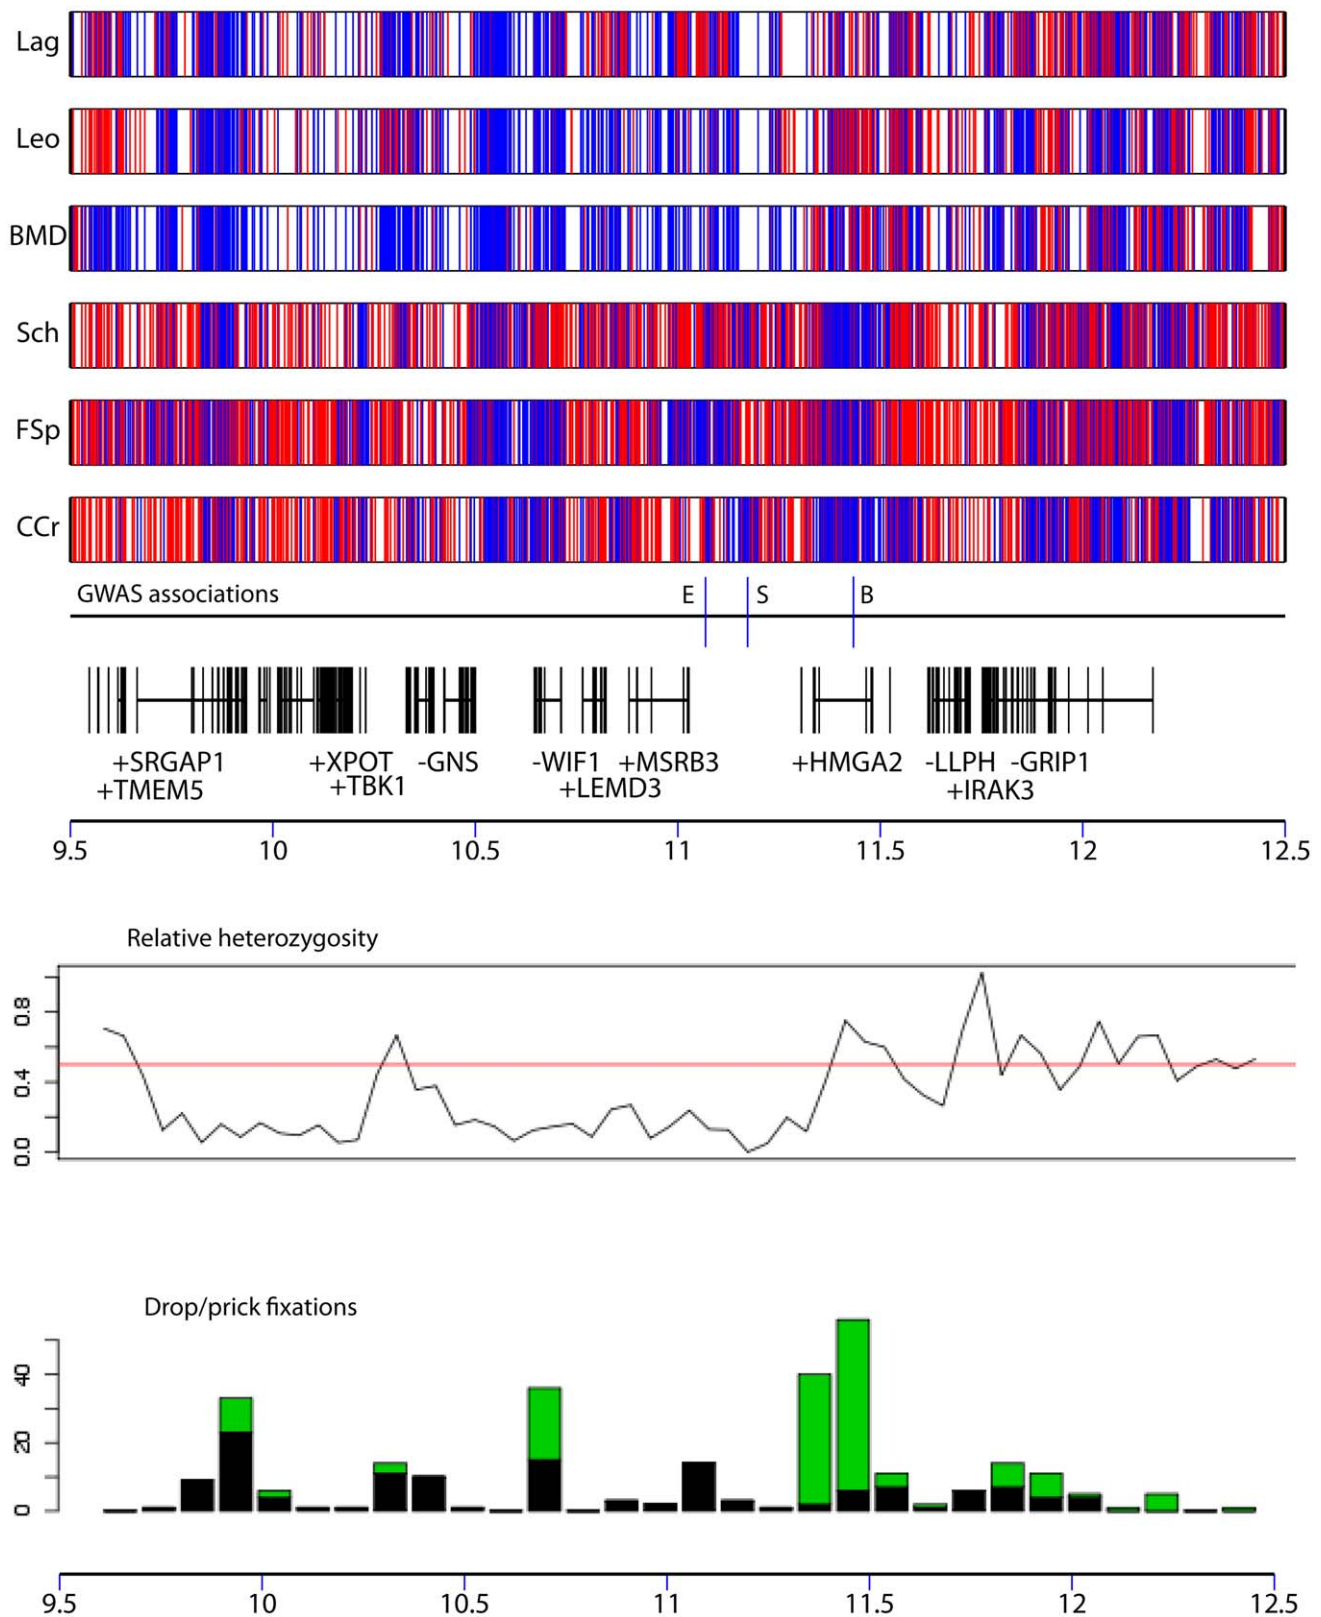 Lag
Leo
BMD
Sch
FSp
CCr
GWAS associations E S B
+SRGAP1 +XPOT -GNS -WIF1 +MSRB3 +HMGA2 -LLPH -GRIP1
+TMEM5 +TBK1 +LEMD3 +IRAK3
9.5 10 10.5 11 11.5 12 12.5
Relative heterozygosity
0.8
0.4
0.0
Drop/prick fixations
40
20
0
9.5 10 10.5 11 11.5 12 12.5